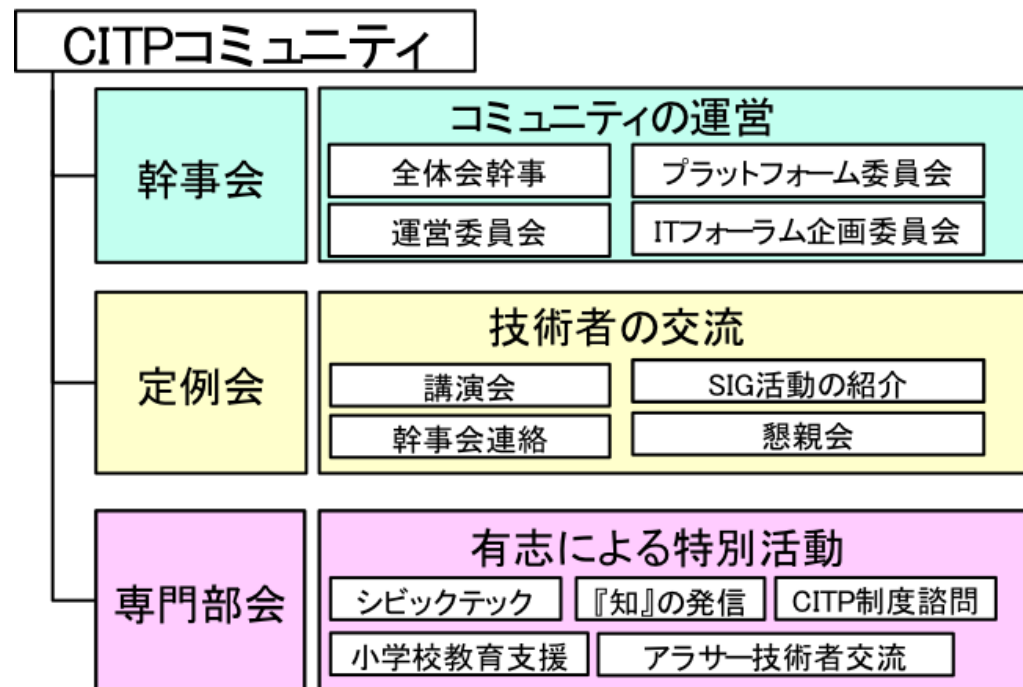 CITPコミュニティ
幹事会
コミュニティの運営
全体会幹事
プラットフォーム委員会
運営委員会
ITフォーラム企画委員会
定例会
技術者の交流
講演会
SIG活動の紹介
幹事会連絡
懇親会
専門部会
有志による特別活動
シビックテック
『知』の発信
CITP制度諮問
小学校教育支援
アラサー技術者交流